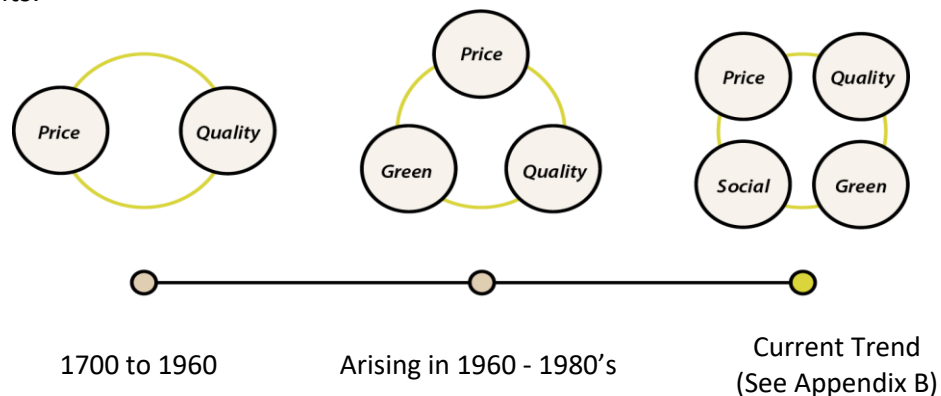 Price
Quality
Price
Green
Quality
Price
Quality
Social
Green
1700 to 1960
Arising in 1960 - 1980’s
Current Trend
(See Appendix B)